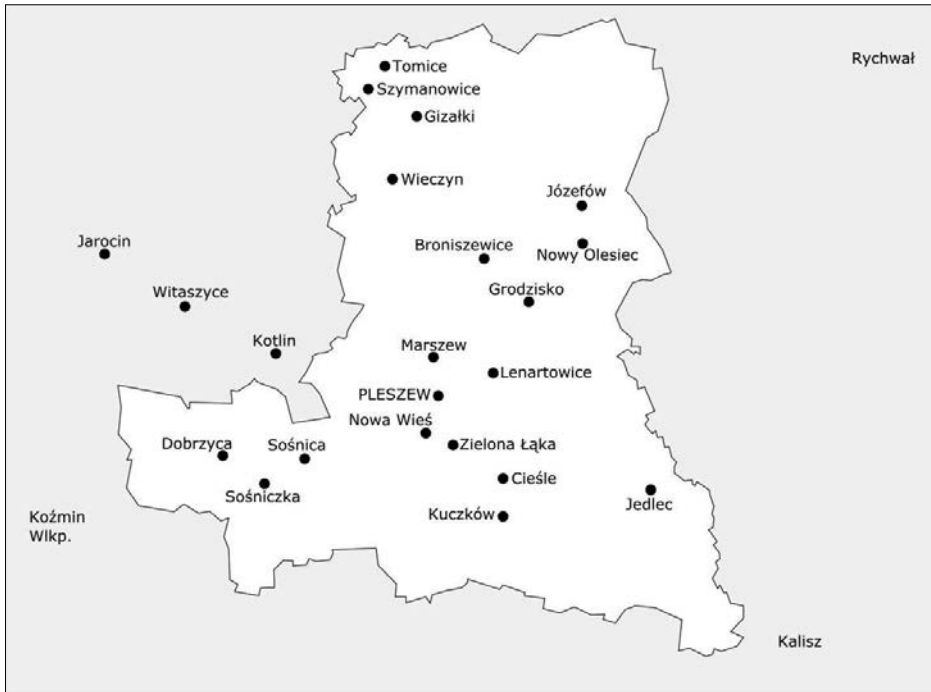 Rychwał
Tomice
Szymanowice
Gizałki
Wieczyn
Józefów
Jarocin
Broniszewice
Nowy Olesiec
Witaszyce
Grodzisko
Kotlin
Marszew
Lenartowice
PLESZEW
Nowa Wieś
Dobrzyca
Sośnica
Zielona Łąka
Cieśle
Sośniczka
Jedlec
Kuczków
Koźmin
Wlkp.
Kalisz